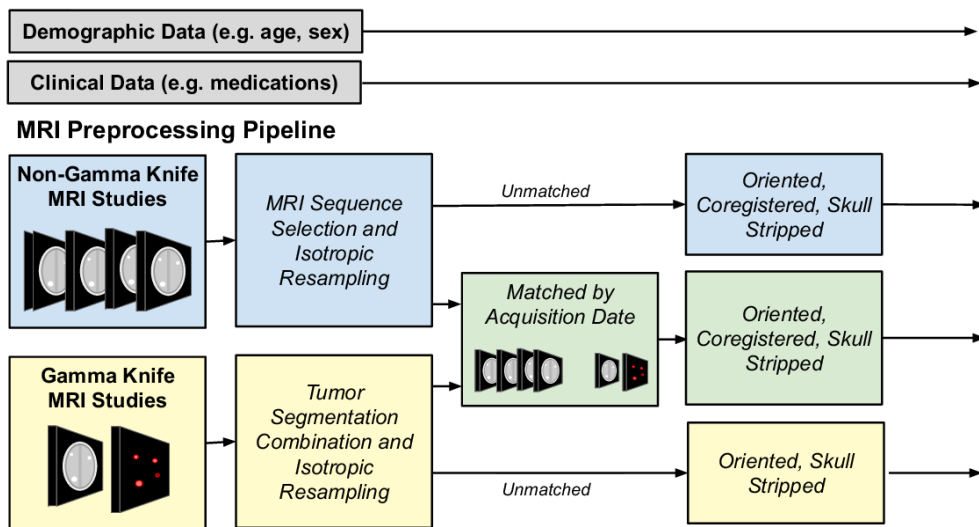 Demographic Data (e.g. age, sex)
Clinical Data (e.g. medications)
MRI Preprocessing Pipeline
Non-Gamma Knife
MRI Studies
MRI Sequence
Selection and
Isotropic
Resampling
Unmatched
Oriented,
Coregistered, Skull
Stripped
Matched by
Acquisition Date
Oriented,
Coregistered, Skull
Stripped
Gamma Knife
MRI Studies
Tumor
Segmentation
Combination and
Isotropic
Resampling
Unmatched
Oriented, Skull
Stripped